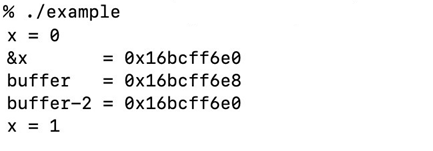 % ./example
x = 0
&x      = 0x16bcff6e0
buffer   = 0x16bcff6e8
buffer-2 = 0x16bcff6e0
x = 1